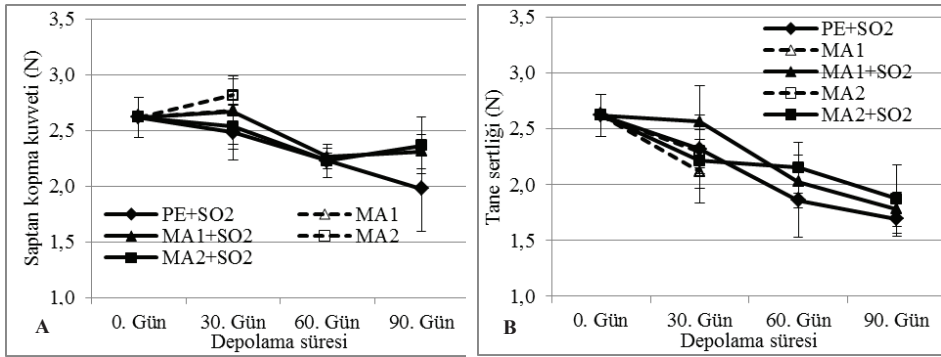 Saptan kopma kuvveti (N)
3,5
3,0
2,5
2,0
1,5
1,0
PE+SO2
MA1
MA1+SO2
MA2
MA2+SO2
A
0. Gün
30. Gün
60. Gün
90. Gün
Depolama süresi
Tane sertliği (N)
3,5
3,0
2,5
2,0
1,5
1,0
PE+SO2
MA1
MA1+SO2
MA2
MA2+SO2
B
0. Gün
30. Gün
60. Gün
90. Gün
Depolama süresi